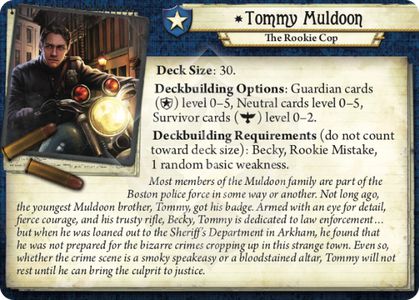 Tommy Muldoon
The Rookie Cop
Deck Size: 30.
Deckbuilding Options: Guardian cards
() level 0–5, Neutral cards level 0–5,
Survivor cards () level 0–2.
Deckbuilding Requirements (do not count
toward deck size): Becky, Rookie Mistake,
1 random basic weakness.
Most members of the Muldoon family are part of the
Boston police force in some way or another. Not long ago,
the youngest Muldoon brother, Tommy, got his badge. Armed with an eye for detail,
fierce courage, and his trusty rifle, Becky, Tommy is dedicated to law enforcement…
but when he was loaned out to the Sheriff's Department in Arkham, he found that
he was not prepared for the bizarre crimes cropping up in this strange town. Even so,
whether the crime scene is a smoky speakeasy or a bloodstained altar, Tommy will not
rest until he can bring the culprit to justice.